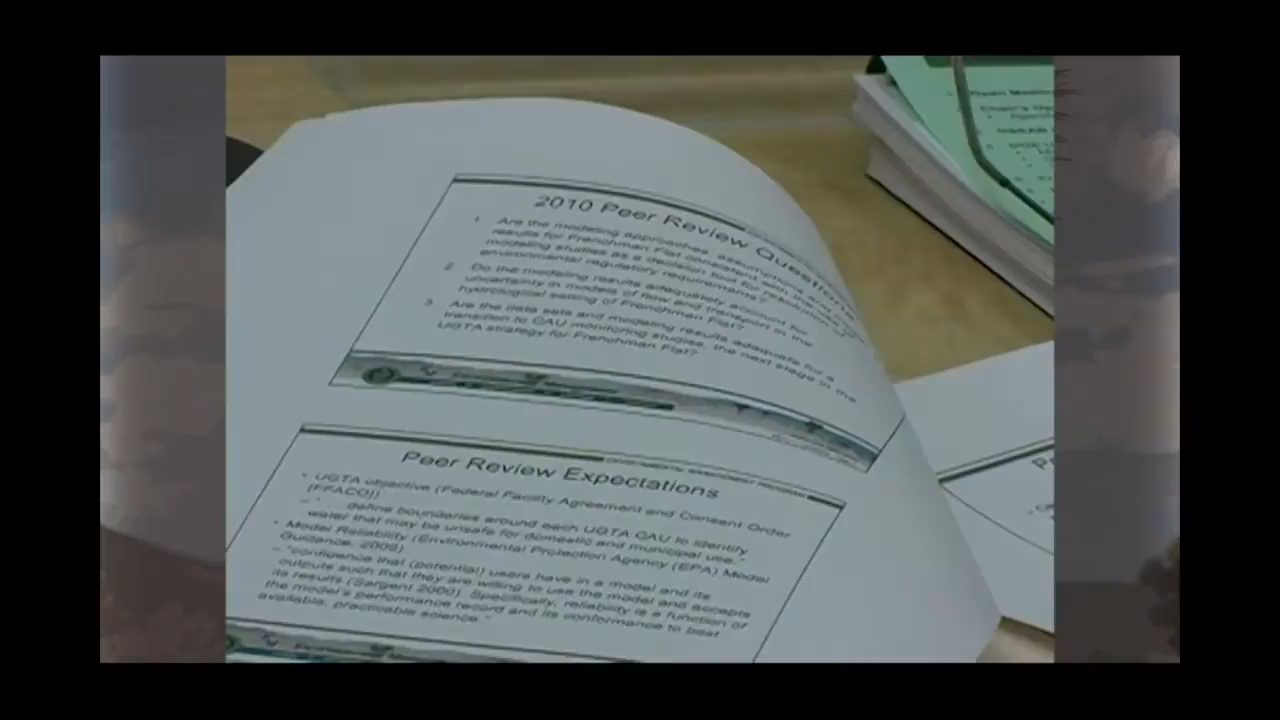 2010 Peer Review Questions
1. Are the modeling approaches, assumptions and
results for Frenchman Flat consistent with the use of
modeling studies as a decision tool for resolution of
environmental regulatory requirements?
2. Do the modeling results adequately account for
uncertainty in models of flow and transport in the
hydrological setting of Frenchman Flat?
3. Are the data sets and modeling results adequate for a
transition to CAU monitoring studies, the next stage in the
UGTA strategy for Frenchman Flat?
Peer Review Expectations
• UGTA objective (Federal Facility Agreement and Consent Order
[FFACO])
– "... define boundaries around each UGTA CAU to identify
water that may be unsafe for domestic and municipal use."
• Model Reliability (Environmental Protection Agency (EPA) Model
Guidance, 2009)
– "confidence that (potential) users have in a model and its
outputs such that they are willing to use the model and accepts
its results (Sargent 2000). Specifically, reliability is a function of
the model's performance record and its conformance to best
available, practicable science."